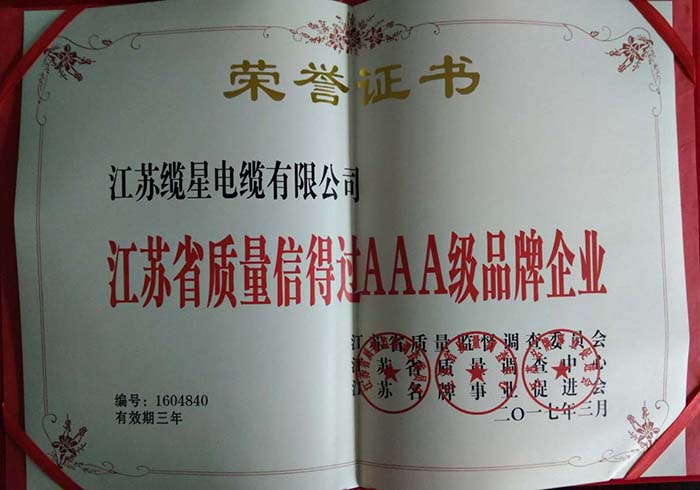 荣誉证书
江苏缆星电缆有限公司
江苏省质量信得过AAA级品牌企业
江苏省质量监督调查委员会
江苏省质量调查中心
江苏名牌事业促进会
编号：1604840
二〇一七年三月
有效期三年